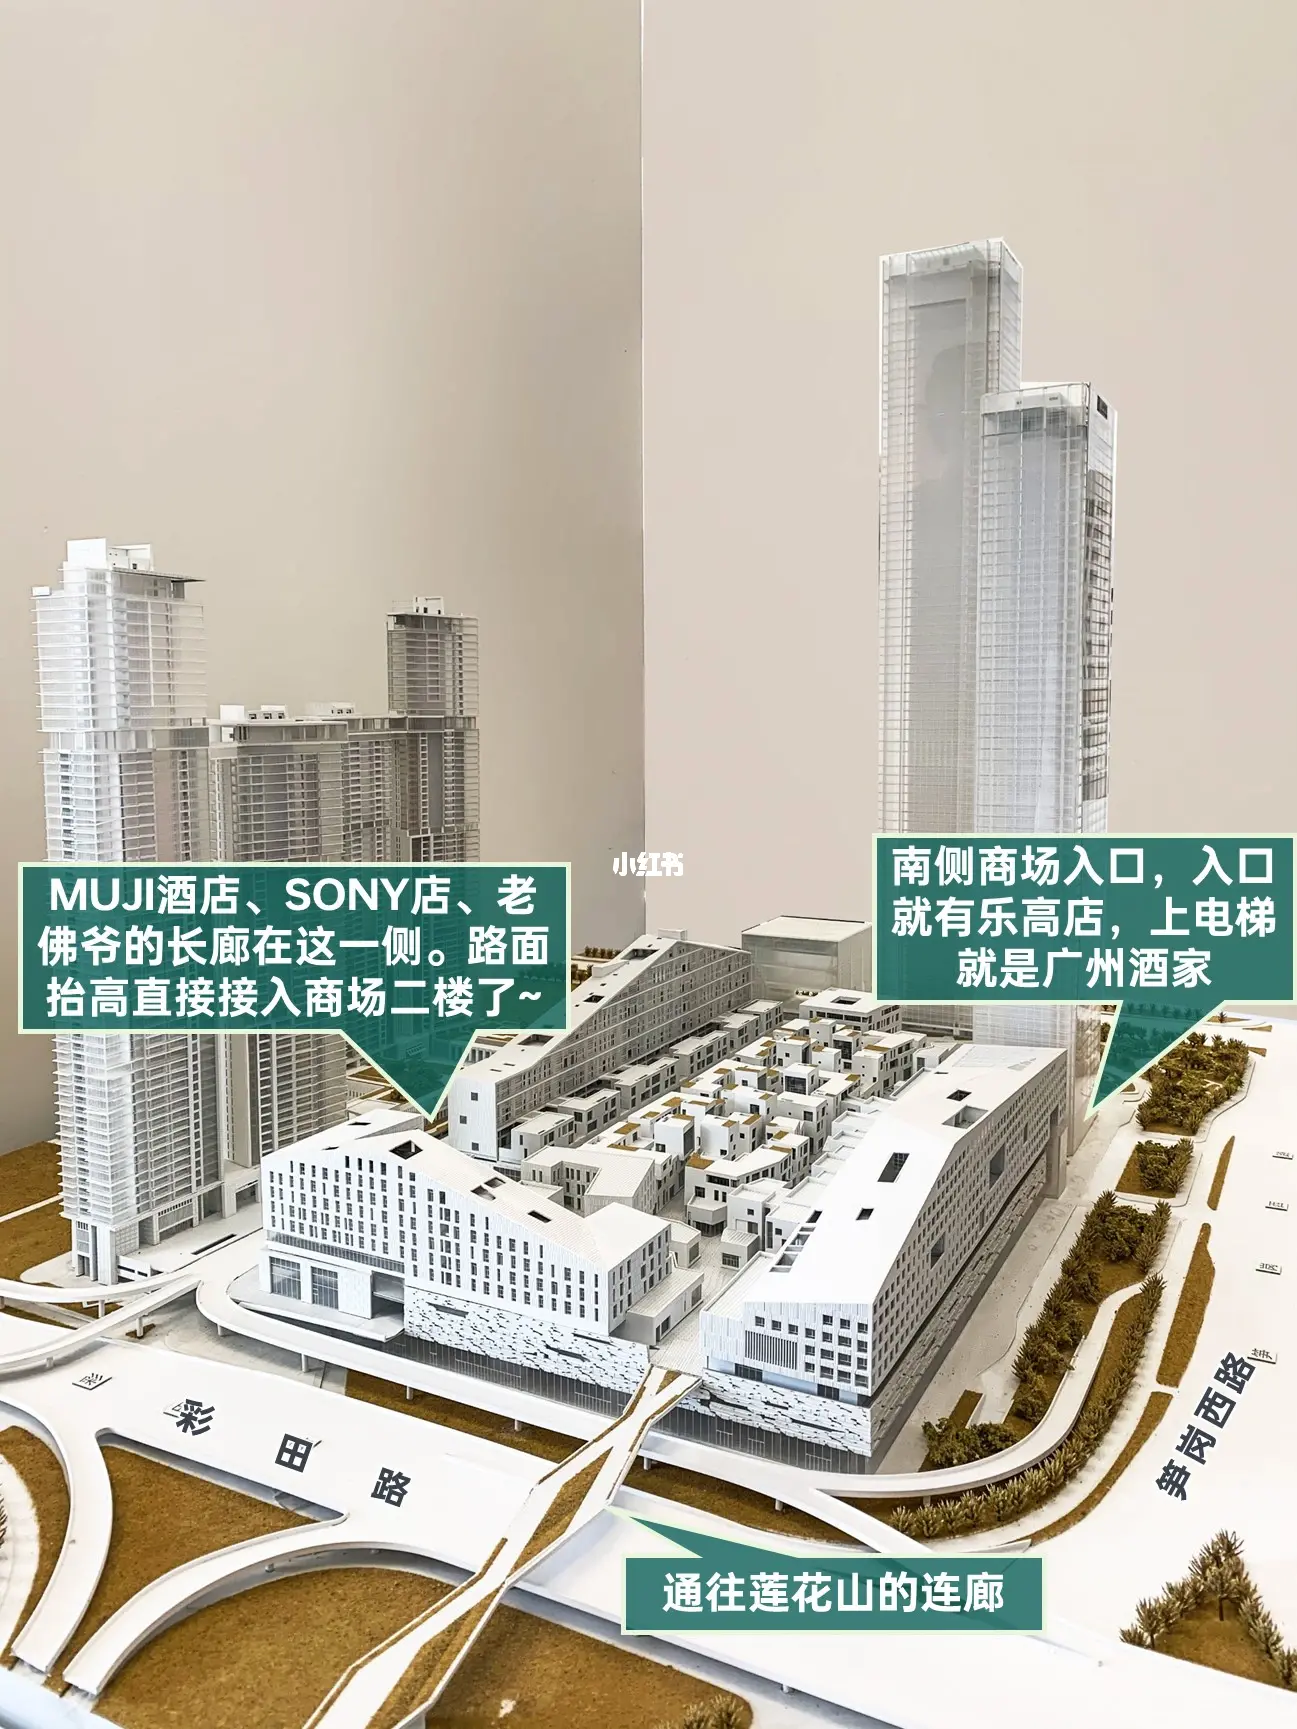 小红书
南侧商场入口，入口
就有乐高店，上电梯
就是广州酒家
MUJI酒店、SONY店、老
佛爷的长廊在这一侧。路面
抬高直接接入商场二楼了~
彩田路
笋岗西路
通往莲花山的连廊